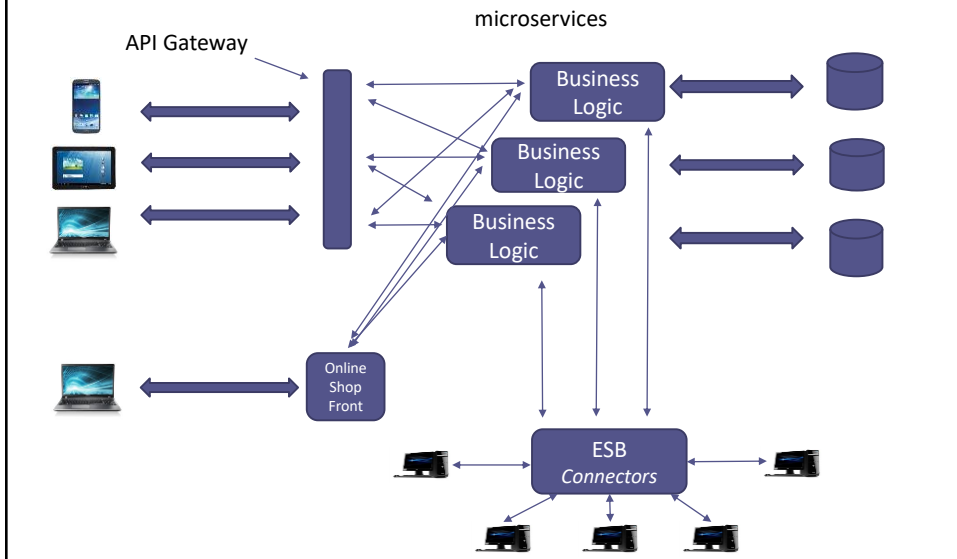 microservices
API Gateway
Business
Logic
Business
Logic
Business
Logic
Online
Shop
Front
ESB
Connectors